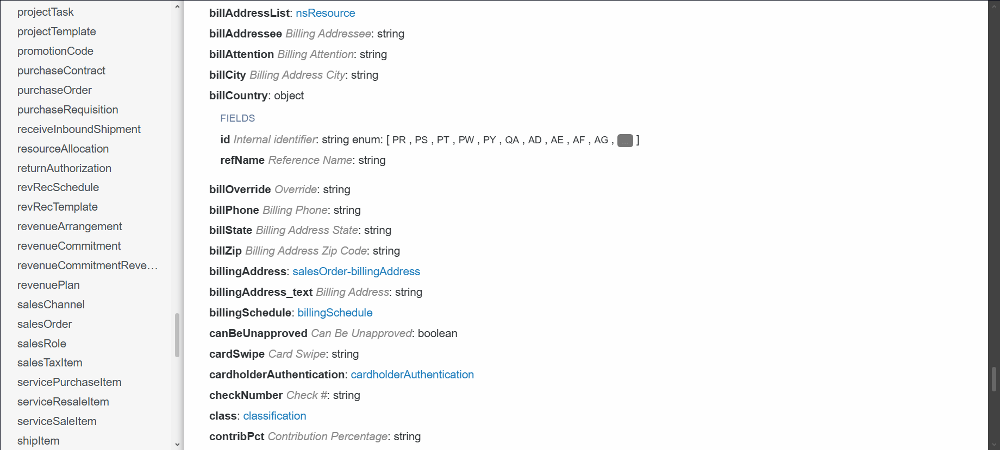 projectTask
projectTemplate
promotionCode
purchaseContract
purchaseOrder
purchaseRequisition
receiveInboundShipment
resourceAllocation
returnAuthorization
revRecSchedule
revRecTemplate
revenueArrangement
revenueCommitment
revenueCommitmentReve…
revenuePlan
salesChannel
salesOrder
salesRole
salesTaxItem
servicePurchaseItem
serviceResaleItem
serviceSaleItem
shipItem
billAddressList: nsResource
billAddressee Billing Addressee: string
billAttention Billing Attention: string
billCity Billing Address City: string
billCountry: object
FIELDS
id Internal identifier: string enum: [ PR , PS , PT , PW , PY , QA , AD , AE , AF , AG , ... ]
refName Reference Name: string
billOverride Override: string
billPhone Billing Phone: string
billState Billing Address State: string
billZip Billing Address Zip Code: string
billingAddress: salesOrder-billingAddress
billingAddress_text Billing Address: string
billingSchedule: billingSchedule
canBeUnapproved Can Be Unapproved: boolean
cardSwipe Card Swipe: string
cardholderAuthentication: cardholderAuthentication
checkNumber Check #: string
class: classification
contribPct Contribution Percentage: string